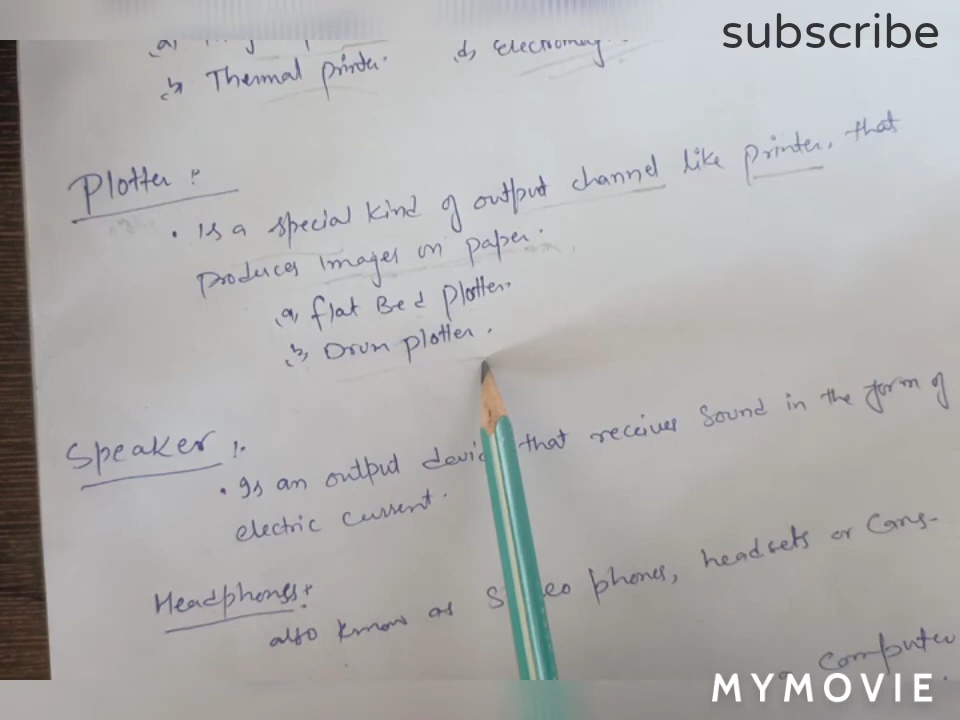 subscribe
(b) Thermal printer.
(d) Electromag
Plotter :
• Is a special kind of output channel like printer, that
produces images on paper.
(a) flat Bed plotter.
(b) Drum plotter.
Speaker :
• Is an output devic that receives sound in the form of
electric current.
Headphones :
also known as phones, headsets or Cans-
computer
MYMOVIE